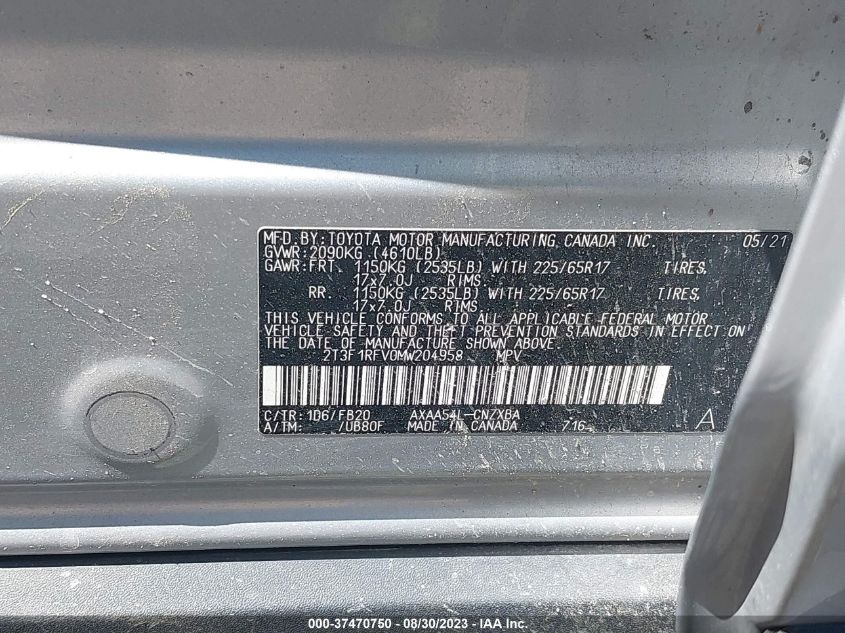 MFD.BY:TOYOTA MOTOR MANUFACTURING CANADA INC. 05/21
GVWR:2090KG (4610LB)
GAWR:FRT. 1150KG (2535LB) WITH 225/65R17 TIRES,
17x7.0J RIMS
RR. 1150KG (2535LB) WITH 225/65R17 TIRES,
17x7.0J RIMS
THIS VEHICLE CONFORMS TO ALL APPLICABLE FEDERAL MOTOR
VEHICLE SAFETY AND THEFT PREVENTION STANDARDS IN EFFECT ON
THE DATE OF MANUFACTURE SHOWN ABOVE.
2T3F1RFV0MW204958 MPV
C/TR:1D6/FB20 AXAA54L-CNZXBA
A/TM: /UB80F MADE IN CANADA 716 A
000-37470750 - 08/30/2023 - IAA Inc.